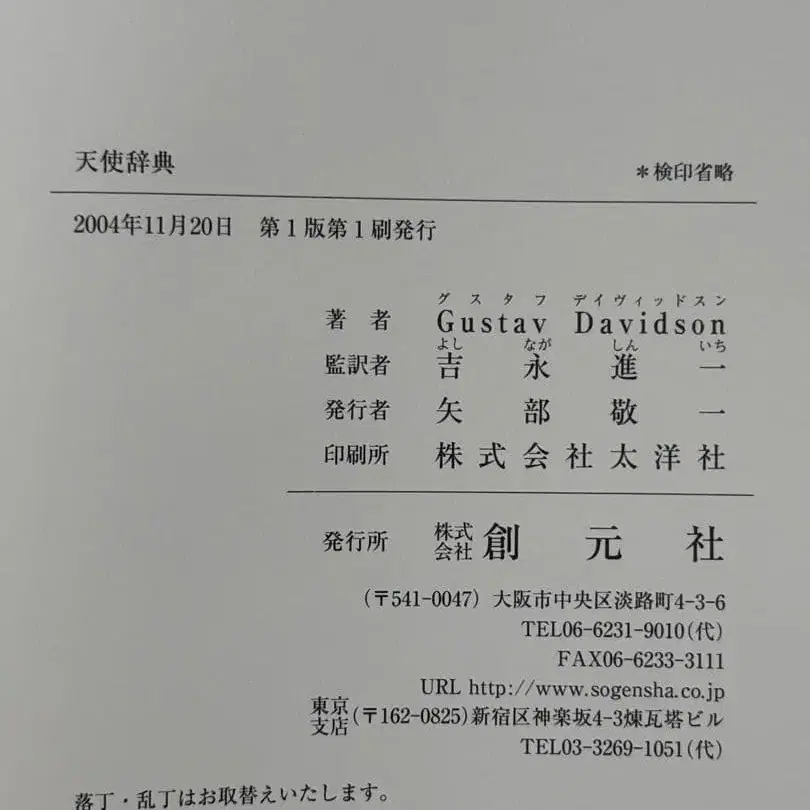 天使辞典 ＊検印省略
2004年11月20日 第1版第1刷発行
グスタフ デイヴィッドスン
著者 Gustav Davidson
よし なが しん いち
監訳者 吉永進一
発行者 矢部敬一
印刷所 株式会社太洋社
発行所 株式会社 創元社
(〒541-0047) 大阪市中央区淡路町4-3-6
TEL06-6231-9010(代)
FAX06-6233-3111
URL http://www.sogensha.co.jp
東京支店 (〒162-0825)新宿区神楽坂4-3煉瓦塔ビル
TEL03-3269-1051(代)
落丁・乱丁はお取替えいたします。